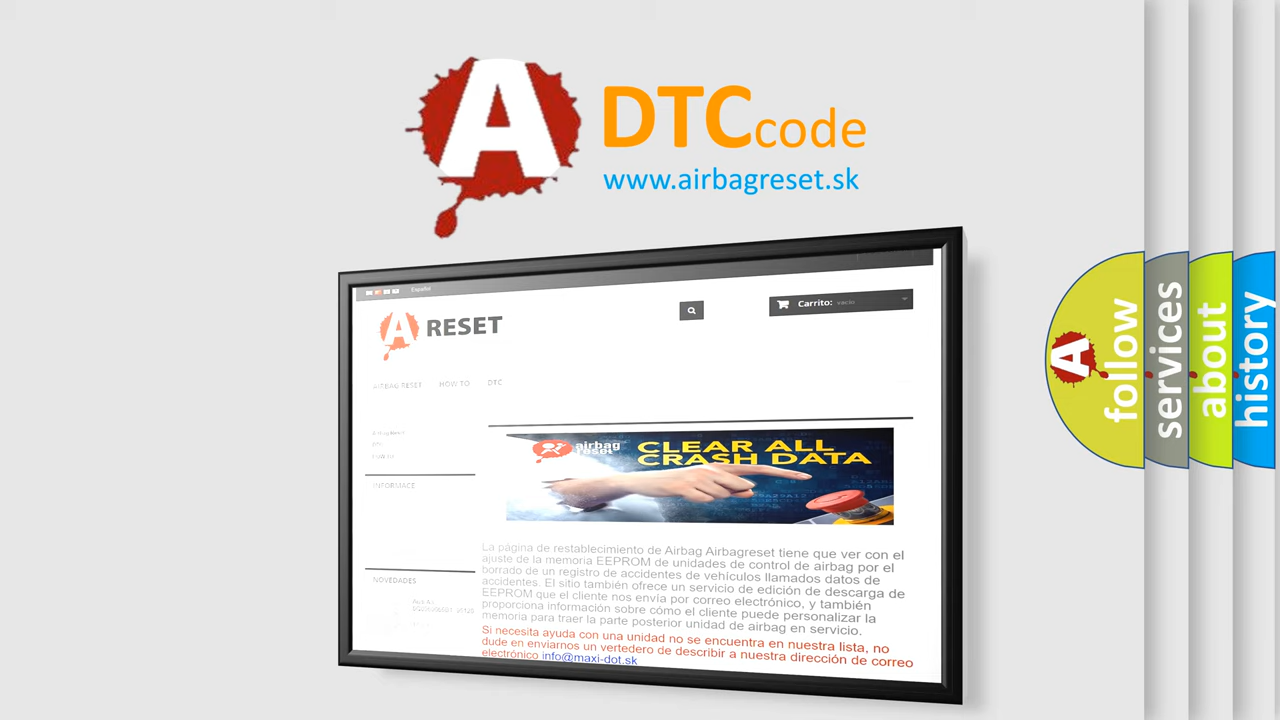 A
DTC code
www.airbagreset.sk
Español
A RESET
Carrito: vacío
AIRBAG RESET HOW TO DTC
INFORMACE
NOVEDADES
airbag
reset
CLEAR ALL
CRASH DATA
La página de restablecimiento de Airbag Airbagreset tiene que ver con el
ajuste de la memoria EEPROM de unidades de control de airbag por el
borrado de un registro de accidentes de vehículos llamados datos de
accidentes. El sitio también ofrece un servicio de edición de descarga de
EEPROM que el cliente nos envía por correo electrónico, y también
proporciona información sobre cómo el cliente puede personalizar la
memoria para traer la parte posterior unidad de airbag en servicio.
Si necesita ayuda con una unidad no se encuentra en nuestra lista, no
dude en enviarnos un vertedero de describir a nuestra dirección de correo
electrónico info@maxi-dot.sk
A
follow
services
about
history